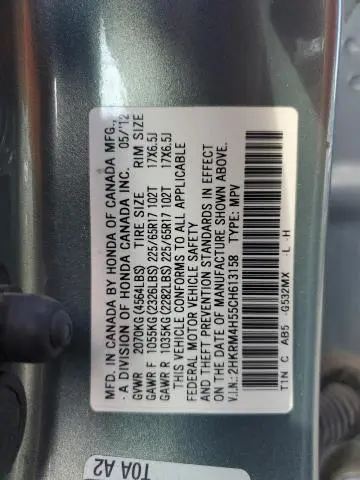 MFD. IN CANADA BY HONDA OF CANADA MFG.,
A DIVISION OF HONDA CANADA INC. 05/'12
GVWR 2070KG(4564LBS) TIRE SIZE RIM SIZE
GAWR F 1055KG(2326LBS) 225/65R17 102T 17X6.5J
GAWR R 1035KG(2282LBS) 225/65R17 102T 17X6.5J
THIS VEHICLE CONFORMS TO ALL APPLICABLE
FEDERAL MOTOR VEHICLE SAFETY STANDARDS IN EFFECT
ON THE DATE OF MANUFACTURE SHOWN ABOVE.
V.I.N.: 2HKRM4H55CH613158 TYPE: MPV
TIN C AB5 -G532MX -L -H
T0A A2